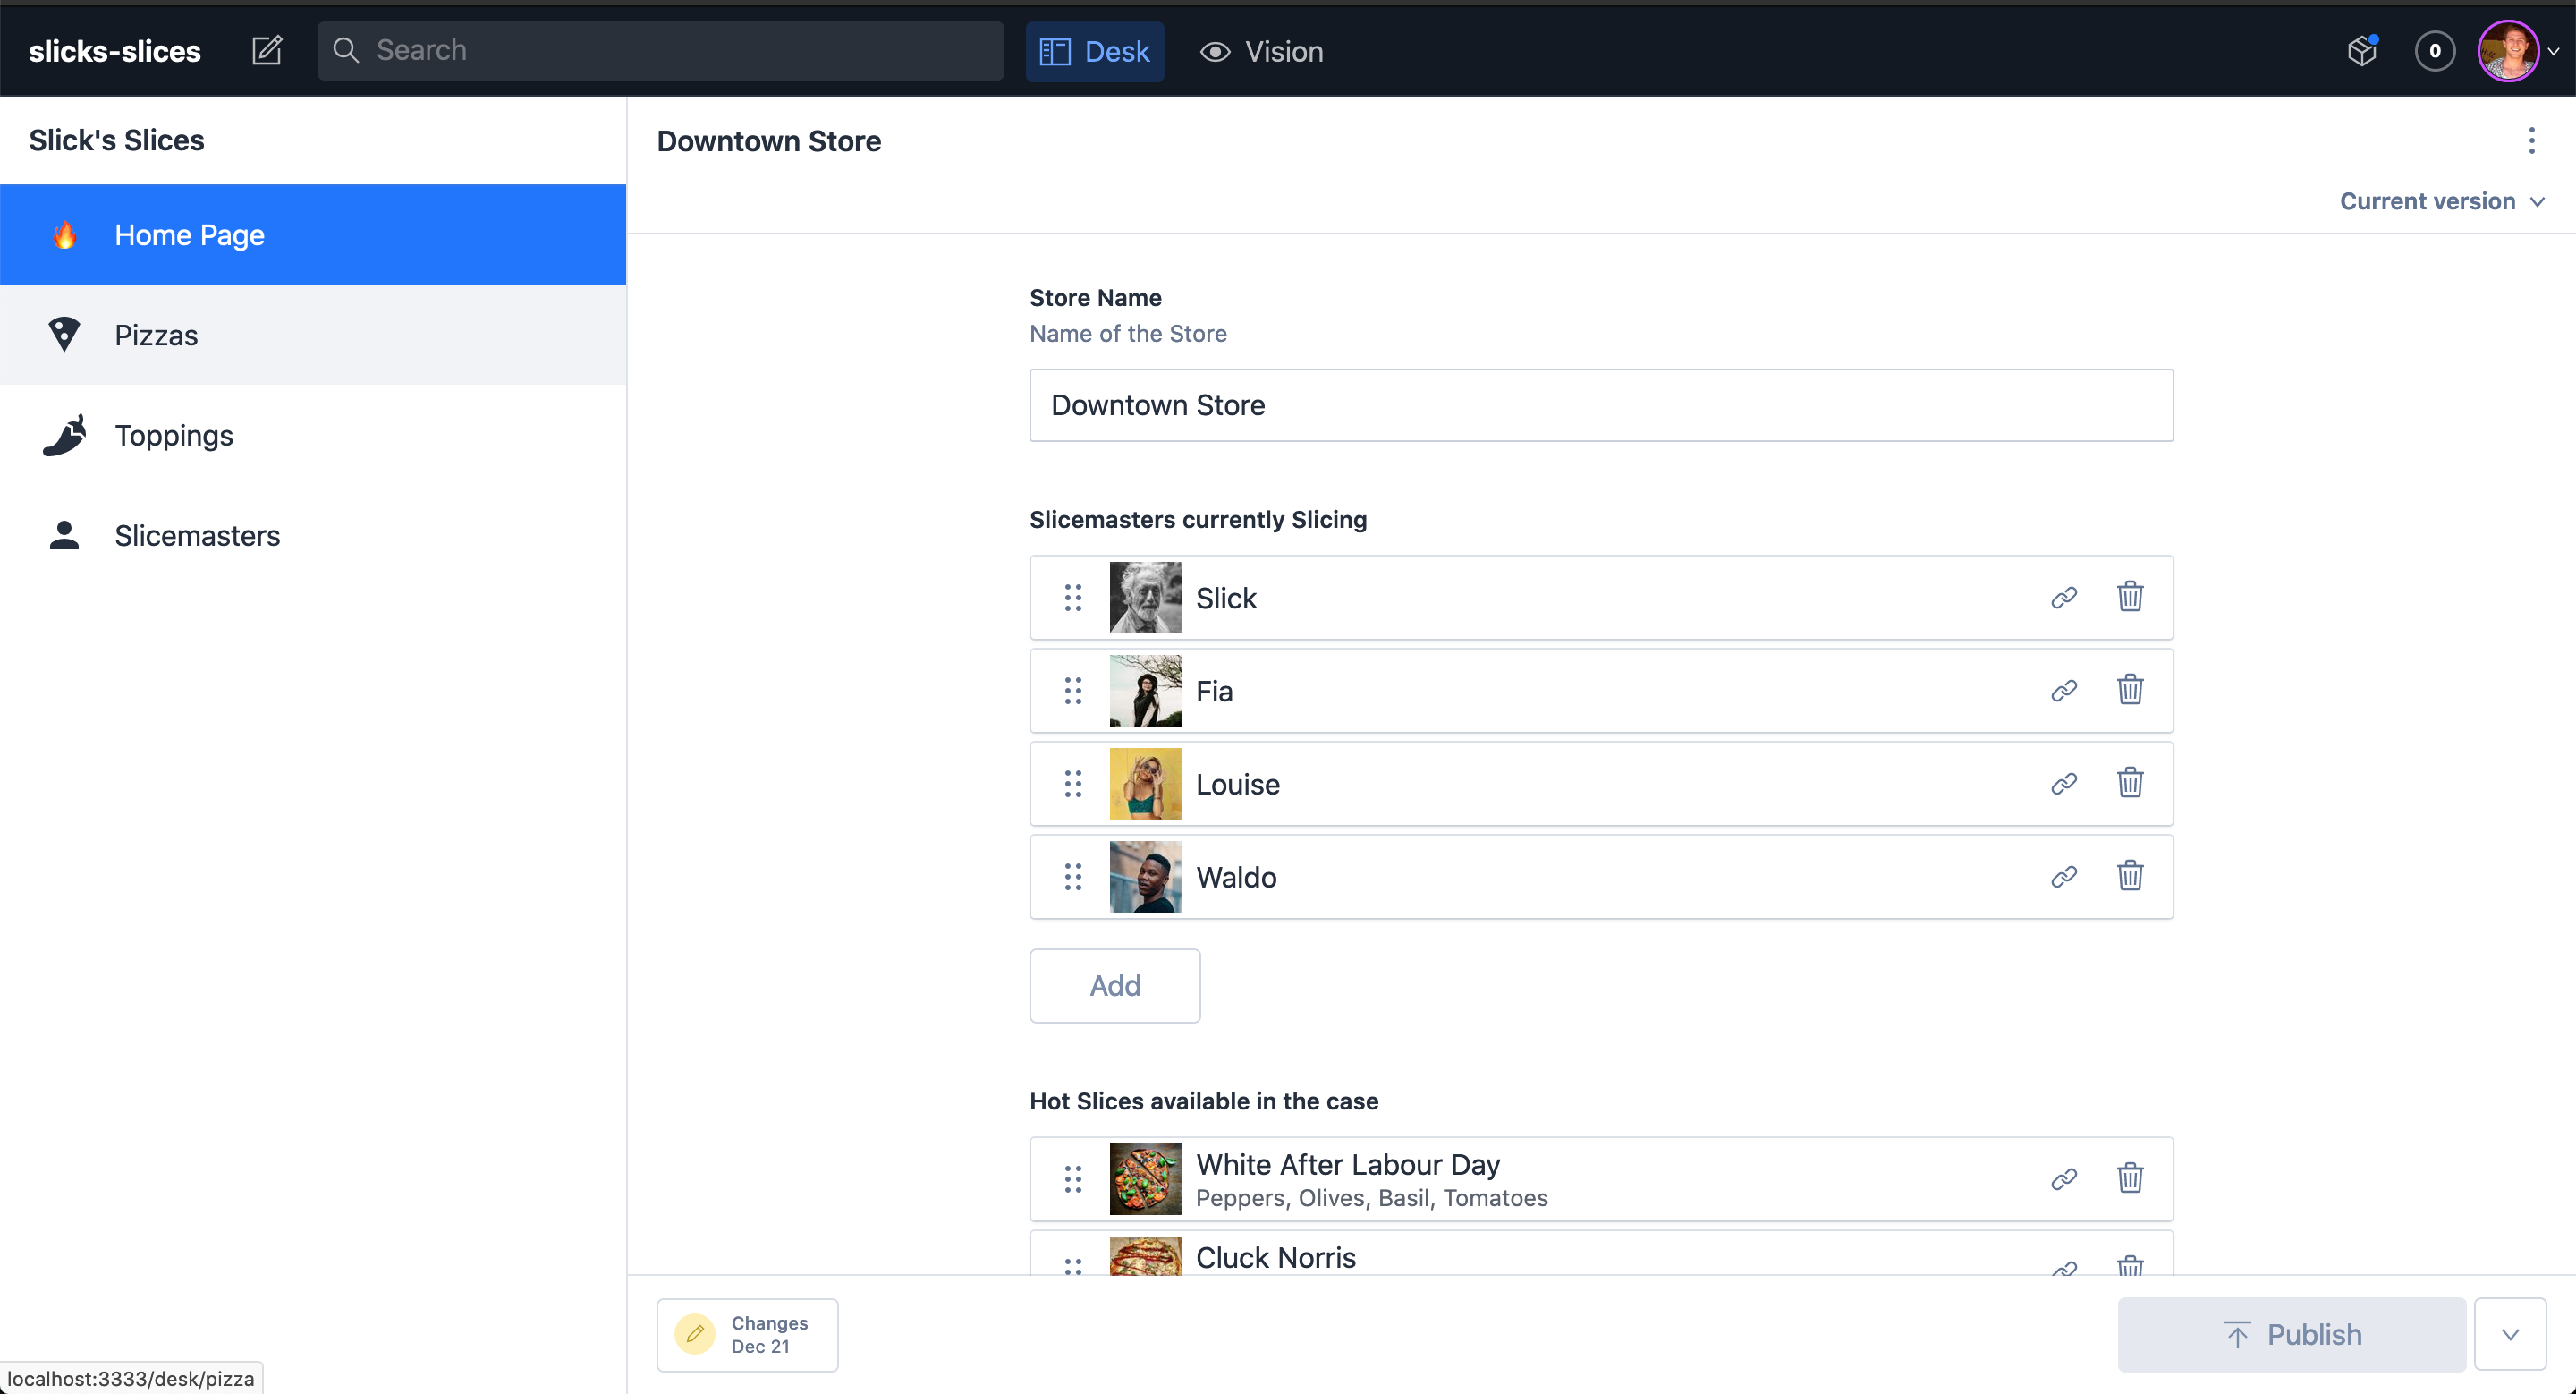 slicks-slices
Search
Desk
Vision
0
Slick's Slices
Home Page
Pizzas
Toppings
Slicemasters
Downtown Store
Current version
Store Name
Name of the Store
Downtown Store
Slicemasters currently Slicing
Slick
Fia
Louise
Waldo
Add
Hot Slices available in the case
White After Labour Day
Peppers, Olives, Basil, Tomatoes
Cluck Norris
Changes
Dec 21
Publish
localhost:3333/desk/pizza